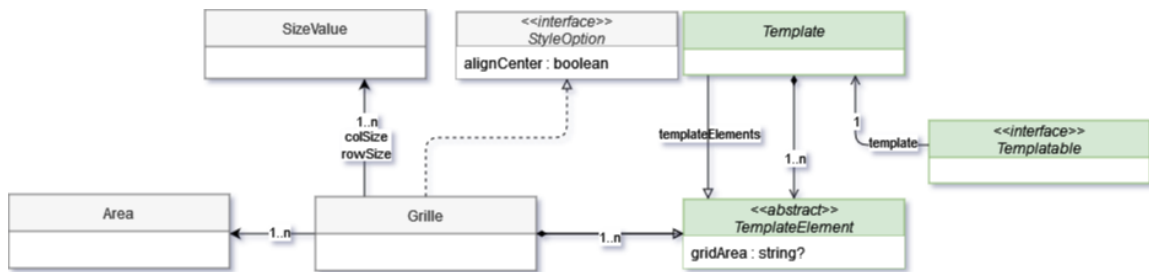 SizeValue
<<interface>>
StyleOption
alignCenter : boolean
Template
1..n
colSize
rowSize
templateElements
1..n
1
template
<<interface>>
Templatable
Area
1..n
Grille
1..n
<<abstract>>
TemplateElement
gridArea : string?